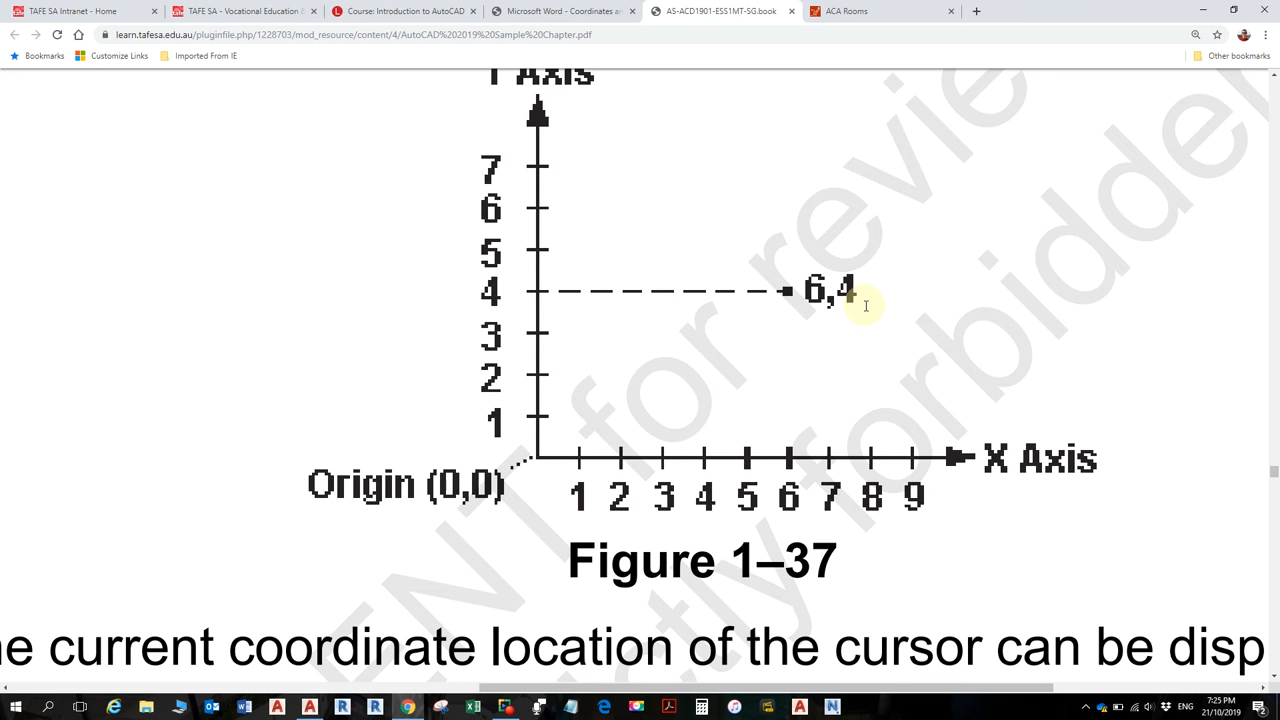 TAFE SA Intranet - Home
TAFE SA - Vocational Education &
Course: Introduction to AutoCAD
Microsoft Word - Coordinates an
AS-ACD1901-ESS1MT-SG.book
ACA Rooms
learn.tafesa.edu.au/pluginfile.php/1228703/mod_resource/content/4/AutoCAD%202019%20Sample%20Chapter.pdf
Bookmarks
Customize Links
Imported From IE
Other bookmarks
Y Axis
7
6
5
4
6,4
3
2
1
X Axis
Origin (0,0)
1 2 3 4 5 6 7 8 9
Figure 1–37
he current coordinate location of the cursor can be disp
7:25 PM
21/10/2019